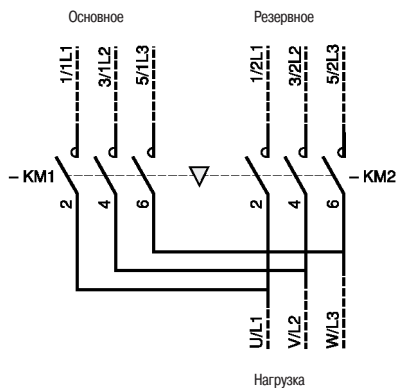 Основное
Резервное
1/1L1
3/1L2
5/1L3
1/2L1
3/2L2
5/2L3
– KM1
– KM2
2
4
6
2
4
6
U/L1
V/L2
W/L3
Нагрузка